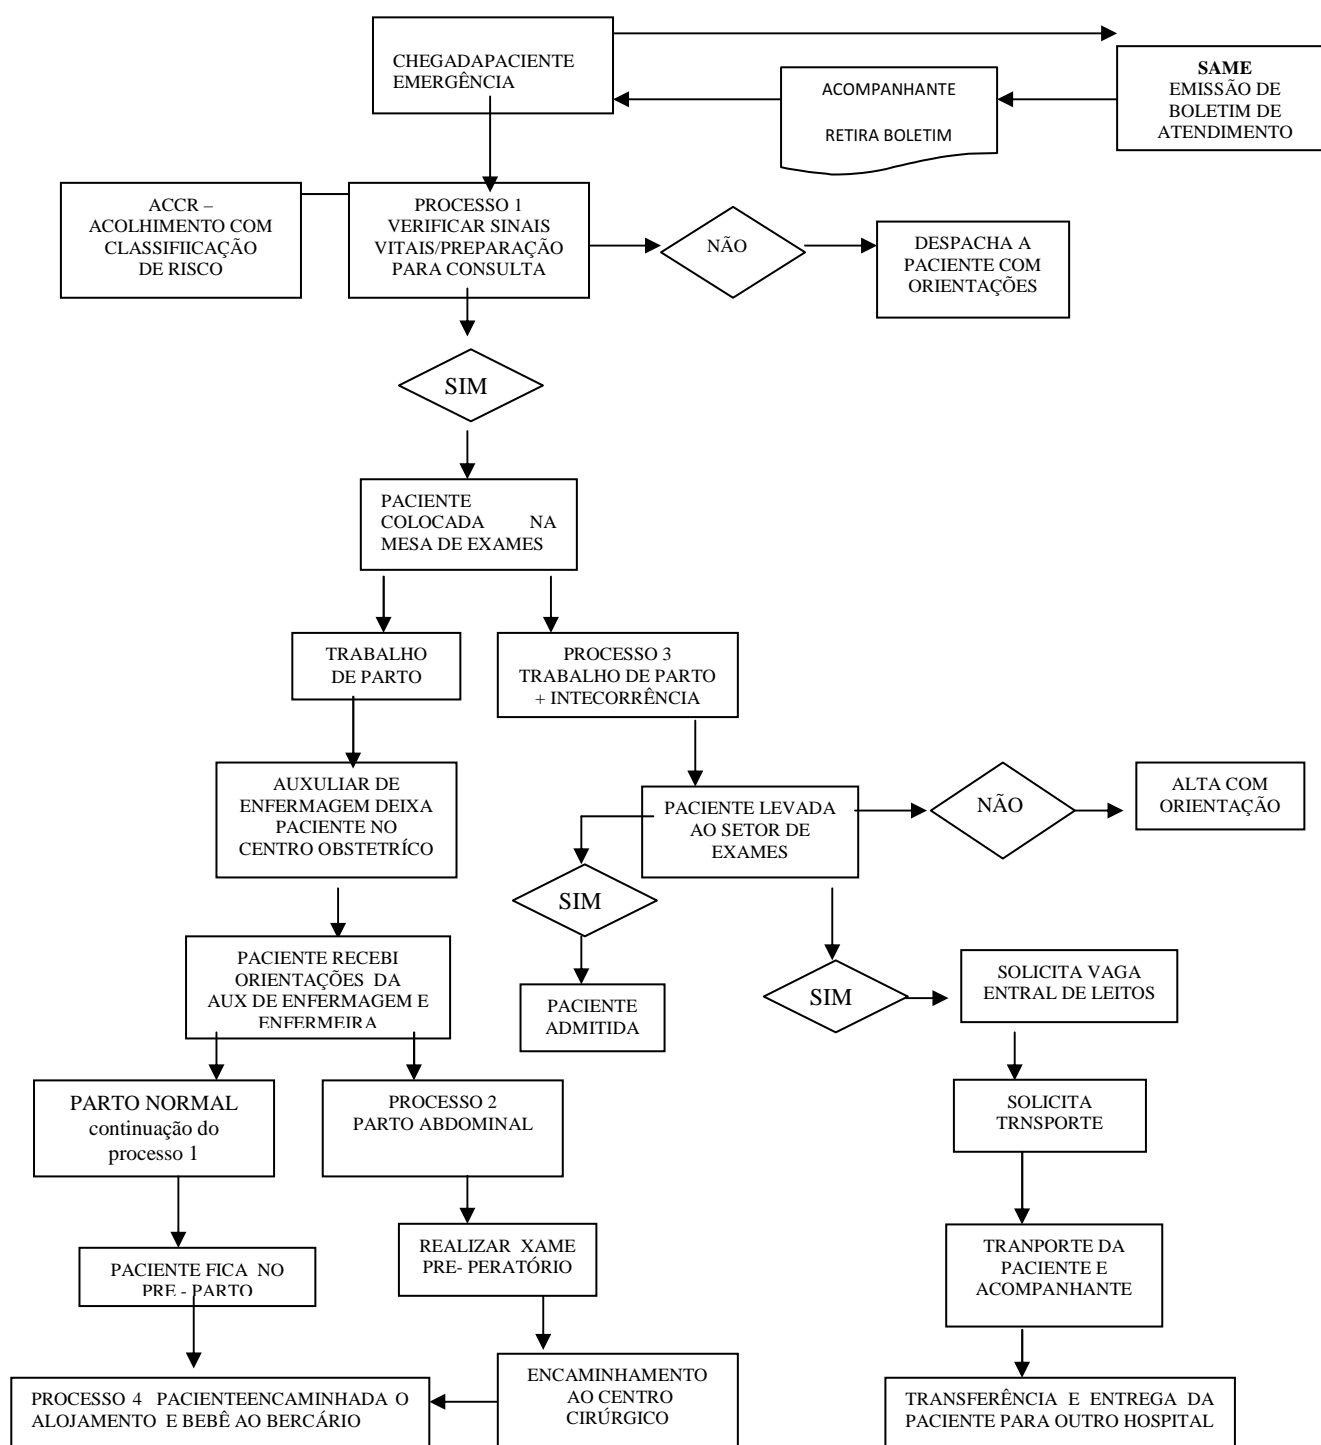 CHEGADAPACIENTE
EMERGÊNCIA
ACOMPANHANTE
RETIRA BOLETIM
SAME
EMISSÃO DE
BOLETIM DE
ATENDIMENTO
ACCR –
ACOLHIMENTO COM
CLASSIFIICAÇÃO
DE RISCO
PROCESSO 1
VERIFICAR SINAIS
VITAIS/PREPARAÇÃO
PARA CONSULTA
NÃO
DESPACHA A
PACIENTE COM
ORIENTAÇÕES
SIM
PACIENTE
COLOCADA NA
MESA DE EXAMES
TRABALHO
DE PARTO
PROCESSO 3
TRABALHO DE PARTO
+ INTECORRÊNCIA
AUXULIAR DE
ENFERMAGEM DEIXA
PACIENTE NO
CENTRO OBSTETRÍCO
PACIENTE LEVADA
AO SETOR DE
EXAMES
NÃO
ALTA COM
ORIENTAÇÃO
SIM
PACIENTE RECEBI
ORIENTAÇÕES DA
AUX DE ENFERMAGEM E
ENFERMEIRA
PACIENTE
ADMITIDA
SIM
SOLICITA VAGA
ENTRAL DE LEITOS
PARTO NORMAL
continuação do
processo 1
PROCESSO 2
PARTO ABDOMINAL
SOLICITA
TRNSPORTE
PACIENTE FICA NO
PRE - PARTO
REALIZAR XAME
PRE- PERATÓRIO
TRANPORTE DA
PACIENTE E
ACOMPANHANTE
PROCESSO 4 PACIENTEENCAMINHADA O
ALOJAMENTO E BEBÊ AO BERCÁRIO
ENCAMINHAMENTO
AO CENTRO
CIRÚRGICO
TRANSFERÊNCIA E ENTREGA DA
PACIENTE PARA OUTRO HOSPITAL